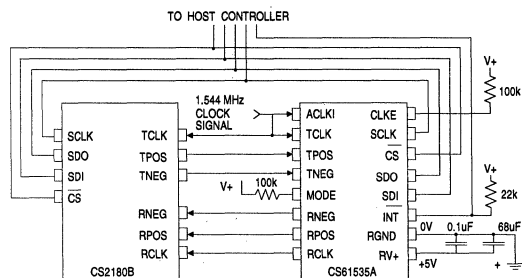 TO HOST CONTROLLER
V+
100k
1.544 MHz
CLOCK
SIGNAL
SCLK
SDO
SDI
CS
TCLK
TPOS
TNEG
RNEG
RPOS
RCLK
CS2180B
V+
100k
ACLKI
TCLK
TPOS
TNEG
MODE
RNEG
RPOS
RCLK
CLKE
SCLK
CS
SDO
SDI
INT
RGND
RV+
CS61535A
V+
22k
0V
0.1uF
68uF
+5V
+